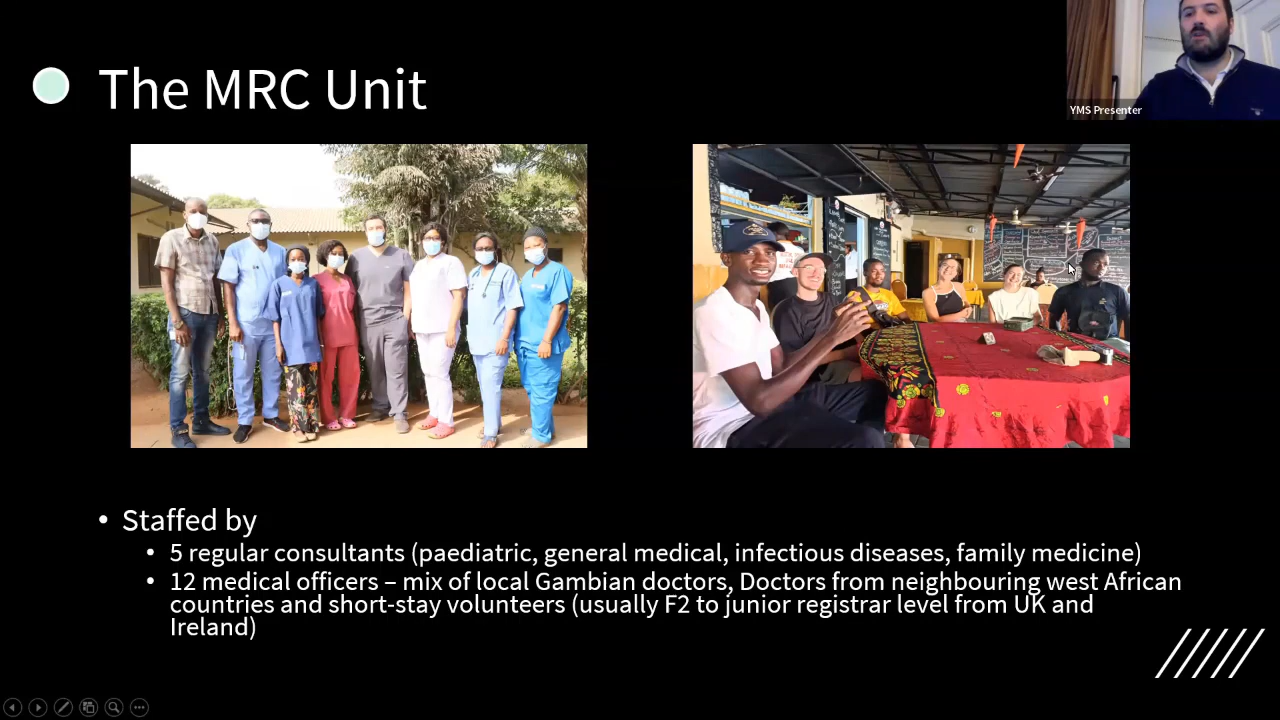 The MRC Unit
YMS Presenter
• Staffed by
• 5 regular consultants (paediatric, general medical, infectious diseases, family medicine)
• 12 medical officers – mix of local Gambian doctors, Doctors from neighbouring west African
countries and short-stay volunteers (usually F2 to junior registrar level from UK and
Ireland)